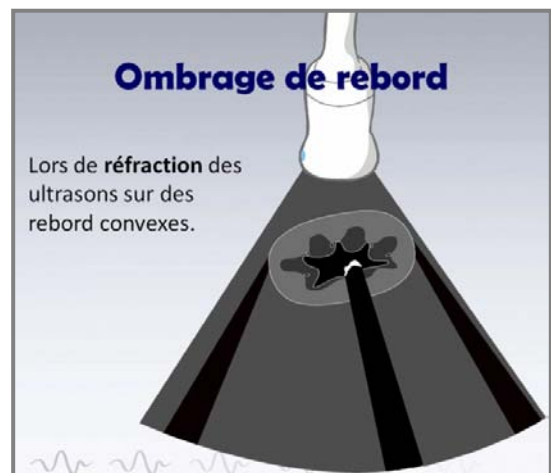 Ombrage de rebord
Lors de réfraction des
ultrasons sur des
rebord convexes.